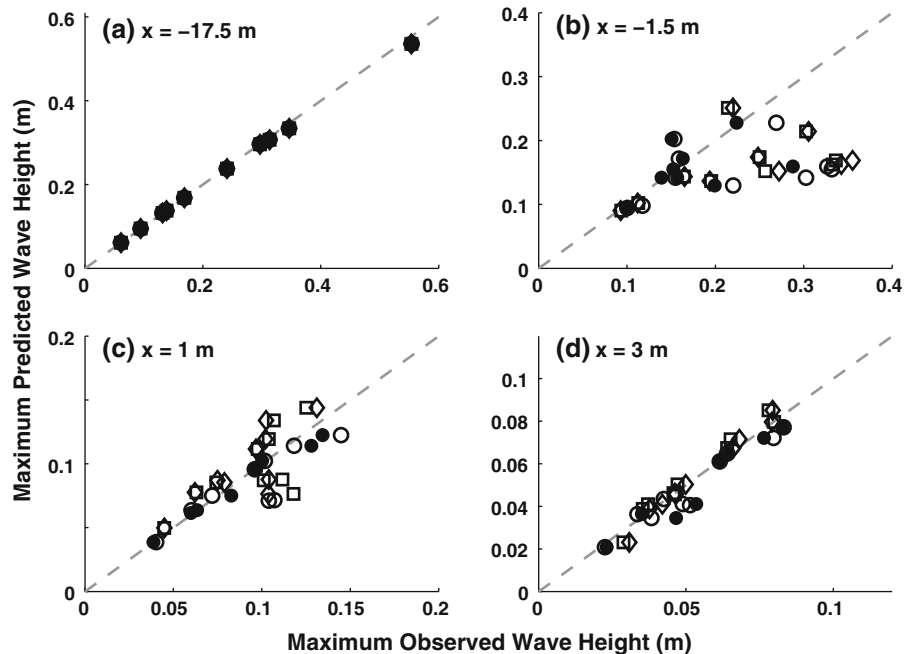 Maximum Predicted Wave Height (m)
(a) x = −17.5 m
0.6
0.4
0.2
0
0 0.2 0.4 0.6
(b) x = −1.5 m
0.4
0.3
0.2
0.1
0
0 0.1 0.2 0.3 0.4
(c) x = 1 m
0.2
0.1
0
0 0.05 0.1 0.15 0.2
(d) x = 3 m
0.1
0.08
0.06
0.04
0.02
0
0 0.05 0.1
Maximum Observed Wave Height (m)